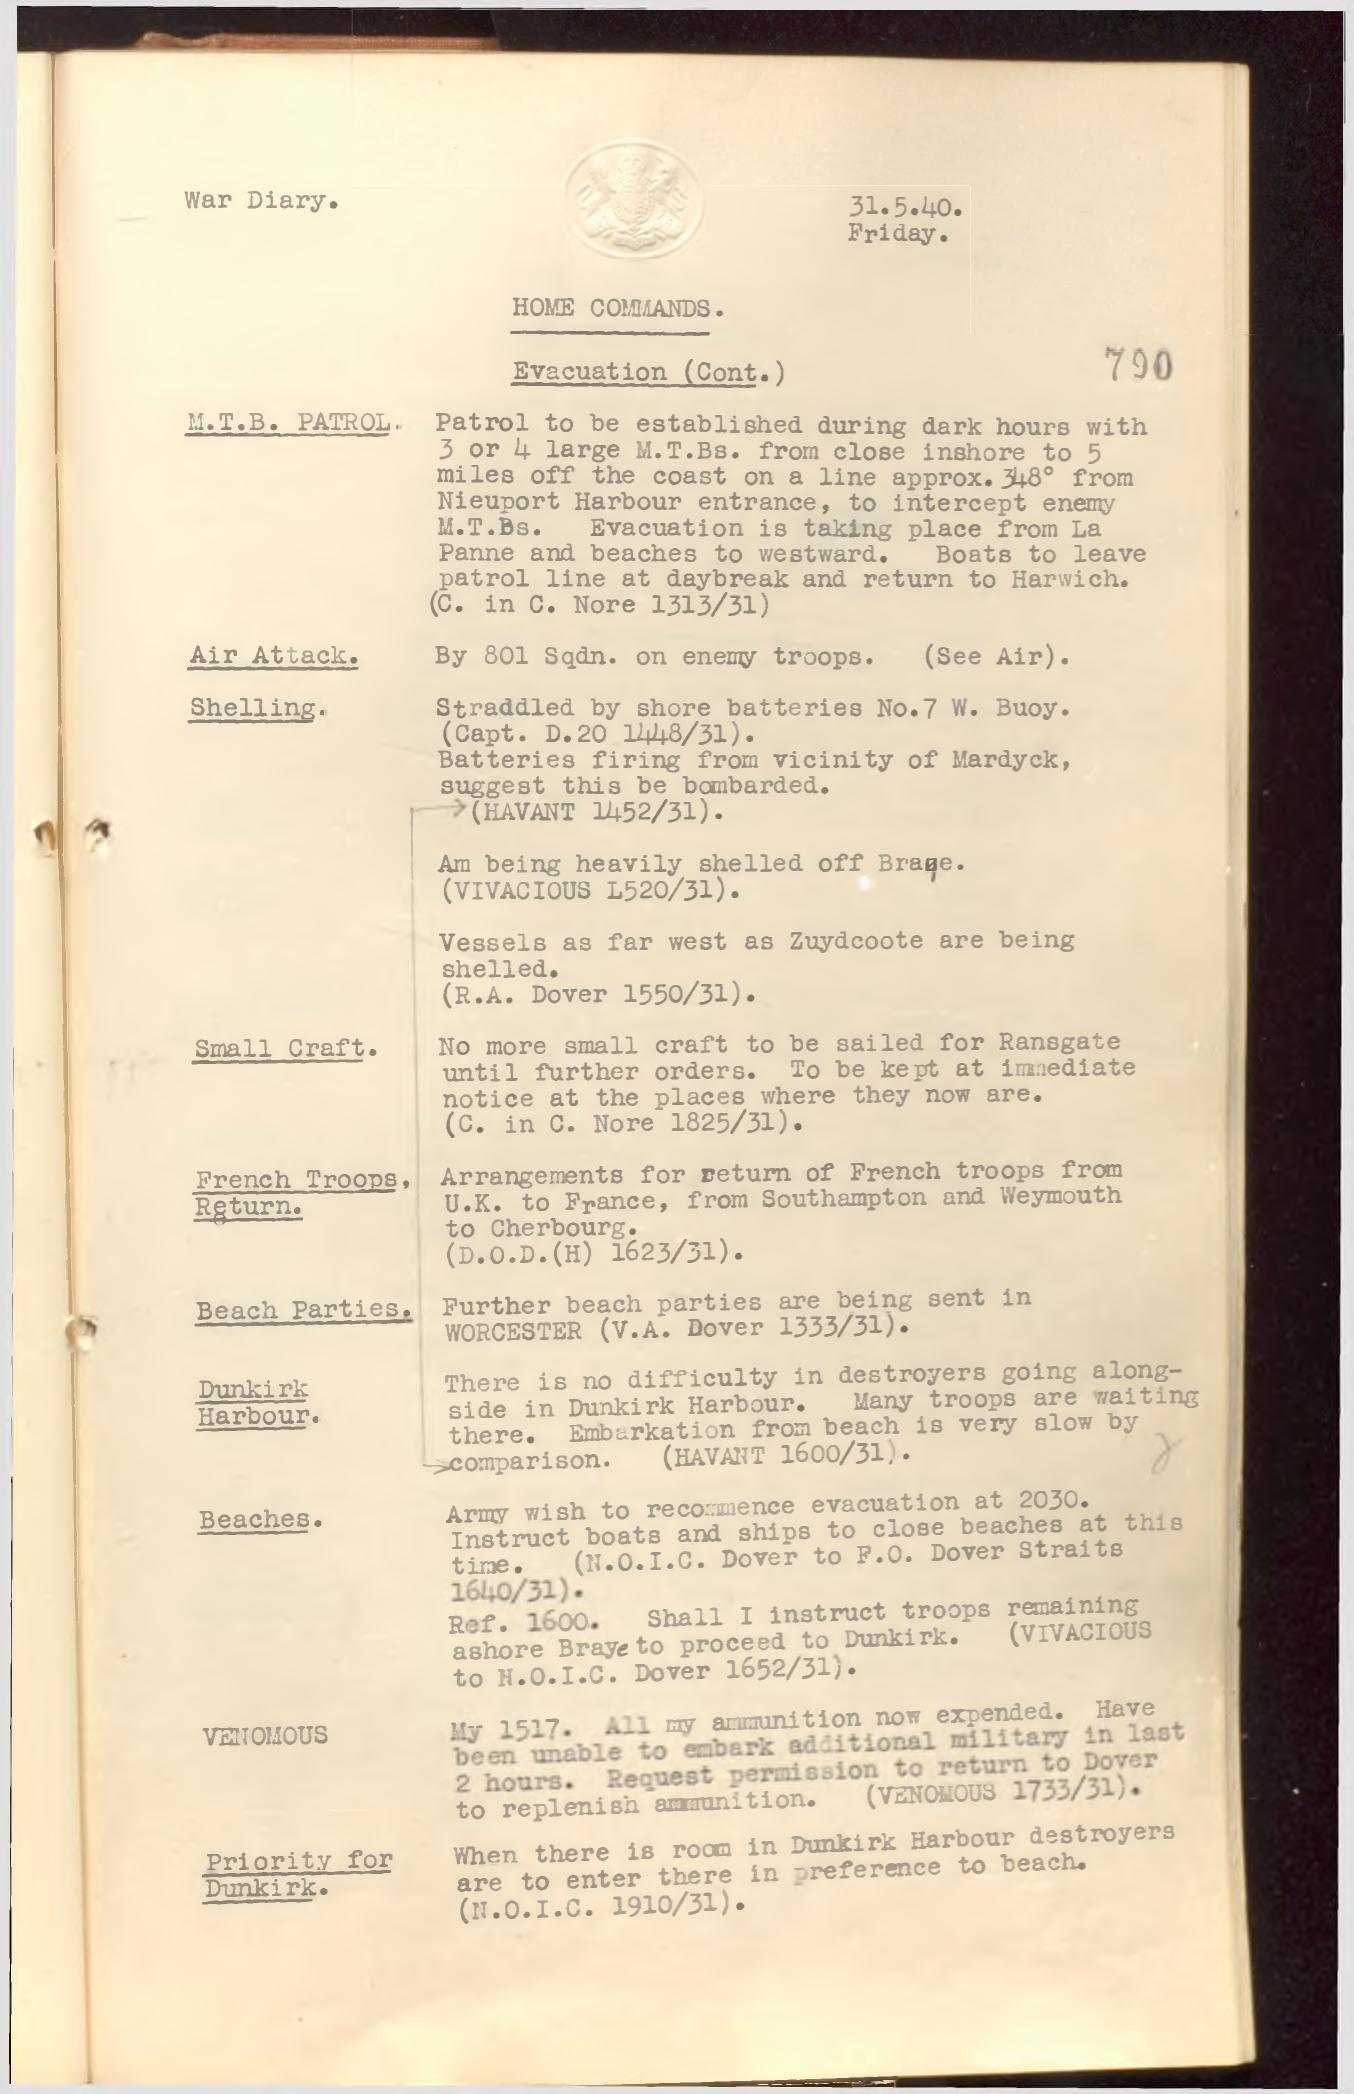 War Diary.
31.5.40.
Friday.
HOME COMMANDS.
Evacuation (Cont.)
790
M.T.B. PATROL. Patrol to be established during dark hours with
3 or 4 large M.T.Bs. from close inshore to 5
miles off the coast on a line approx. 348° from
Nieuport Harbour entrance, to intercept enemy
M.T.Bs. Evacuation is taking place from La
Panne and beaches to westward. Boats to leave
patrol line at daybreak and return to Harwich.
(C. in C. Nore 1313/31)
Air Attack. By 801 Sqdn. on enemy troops. (See Air).
Shelling. Straddled by shore batteries No.7 W. Buoy.
(Capt. D.20 1448/31).
Batteries firing from vicinity of Mardyck,
suggest this be bombarded.
(HAVANT 1452/31).
Am being heavily shelled off
(VIVACIOUS L520/31).
Vessels as far west as Zuydcoote are being
shelled.
(R.A. Dover 1550/31).
Small Craft. No more small craft to be sailed for Ransgate
until further orders. To be kept at immediate
notice at the places where they now are.
(C. in C. Nore 1825/31).
French Troops, Arrangements for return of French troops from
Return. U.K. to France, from Southampton and Weymouth
to Cherbourg.
(D.O.D.(H) 1623/31).
Beach Parties. Further beach parties are being sent in
WORCESTER (V.A. Dover 1333/31).
Dunkirk There is no difficulty in destroyers going along-
Harbour. side in Dunkirk Harbour. Many troops are waiting
there. Embarkation from beach is very slow by
comparison. (HAVANT 1600/31).
Beaches. Army wish to recommence evacuation at 2030.
Instruct boats and ships to close beaches at this
time. (N.O.I.C. Dover to F.O. Dover Straits
1640/31).
Ref. 1600. Shall I instruct troops remaining
ashore Braye to proceed to Dunkirk. (VIVACIOUS
to N.O.I.C. Dover 1652/31).
VENOMOUS My 1517. All my ammunition now expended. Have
been unable to embark additional military in last
2 hours. Request permission to return to Dover
to replenish ammunition. (VENOMOUS 1733/31).
Priority for When there is room in Dunkirk Harbour destroyers
Dunkirk. are to enter there in preference to beach.
(N.O.I.C. 1910/31).